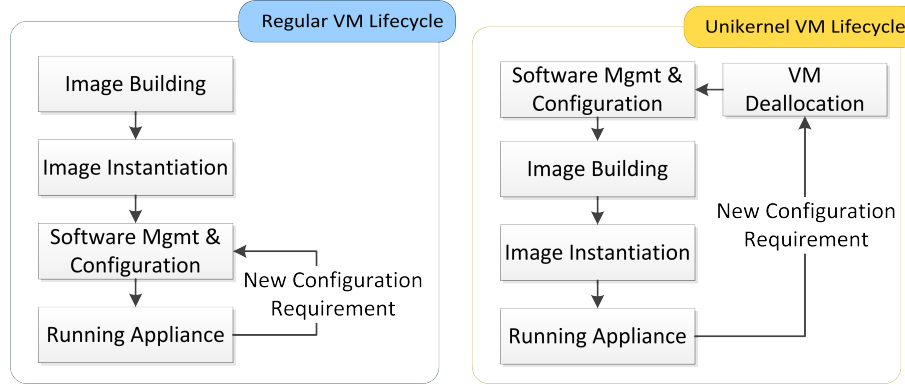 Regular VM Lifecycle
Image Building
Image Instantiation
Software Mgmt &
Configuration
New Configuration
Requirement
Running Appliance
Unikernel VM Lifecycle
Software Mgmt &
Configuration
VM
Deallocation
Image Building
New Configuration
Requirement
Image Instantiation
Running Appliance